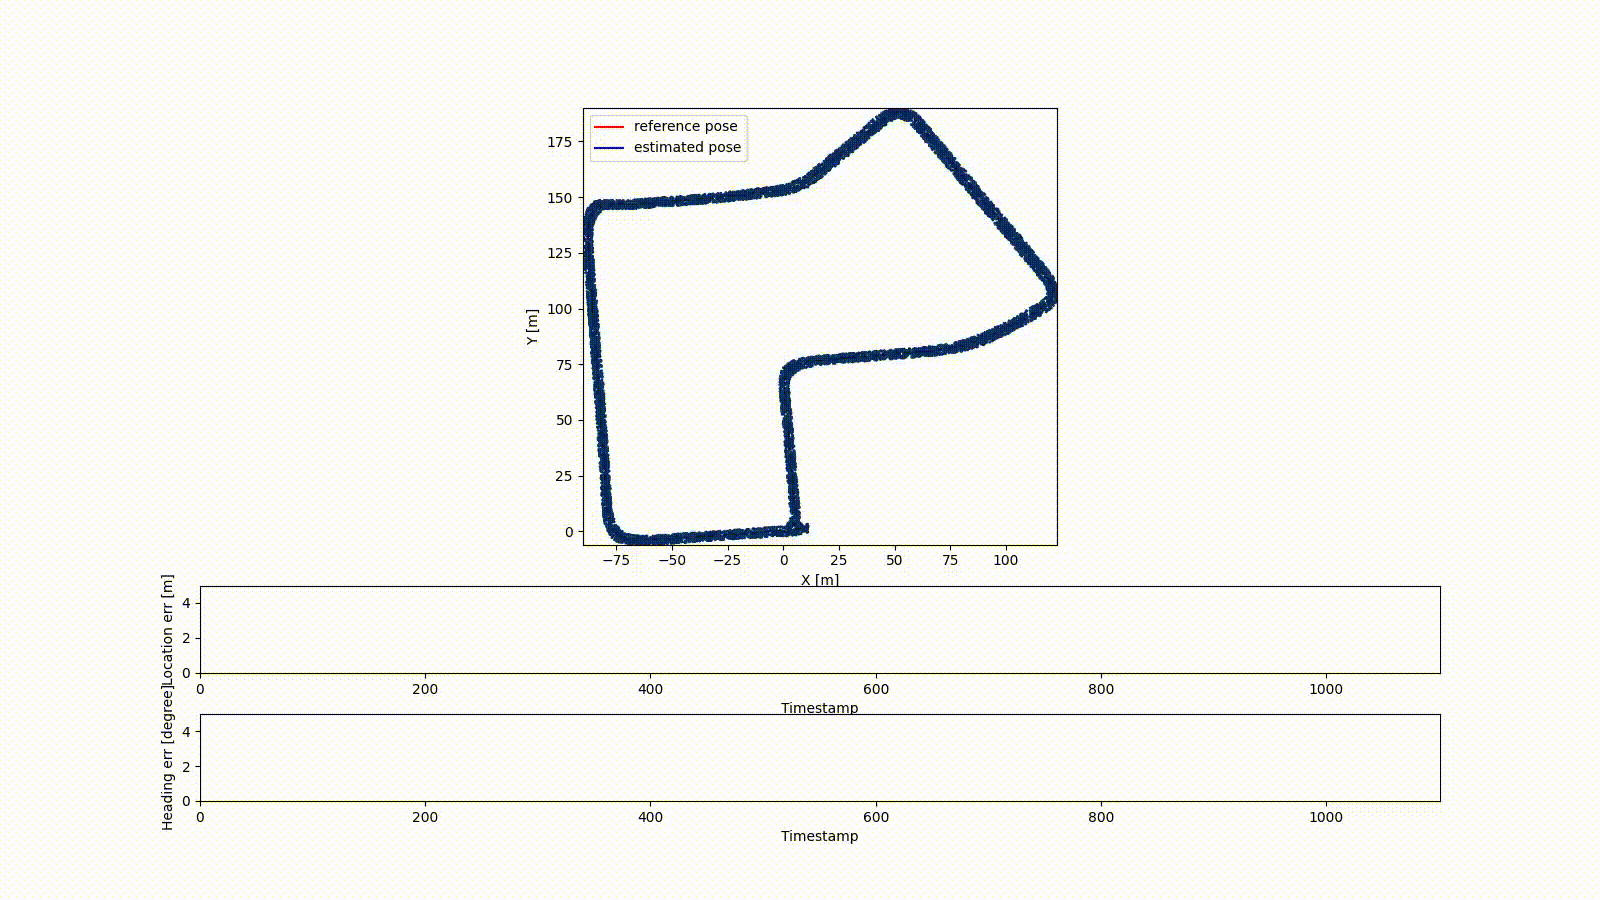 reference pose
estimated pose
175
150
125
100
75
50
25
0
Y [m]
−75 −50 −25 0 25 50 75 100
X [m]
Location err [m]
4
2
0
0 200 400 600 800 1000
Timestamp
Heading err [degree]
4
2
0
0 200 400 600 800 1000
Timestamp